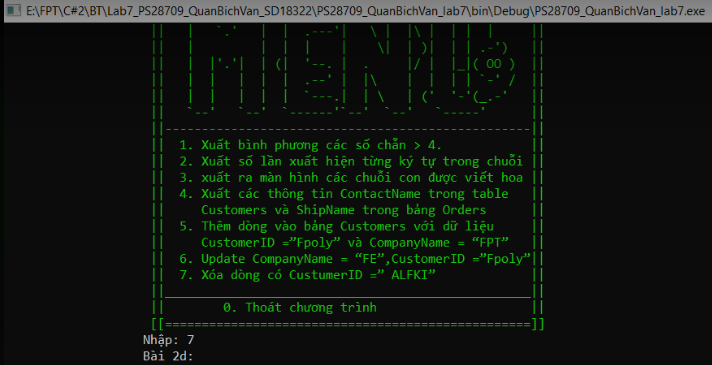 E:\FPT\C#2\BT\Lab7_PS28709_QuanBichVan_SD18322\PS28709_QuanBichVan_lab7\bin\Debug\PS28709_QuanBichVan_lab7.exe
MENU
1. Xuất bình phương các số chẵn > 4.
2. Xuất số lần xuất hiện từng ký tự trong chuỗi
3. xuất ra màn hình các chuỗi con được viết hoa
4. Xuất các thông tin ContactName trong table
Customers và ShipName trong bảng Orders
5. Thêm dòng vào bảng Customers với dữ liệu
CustomerID =”Fpoly” và CompanyName = “FPT”
6. Update CompanyName = “FE”,CustomerID =”Fpoly”
7. Xóa dòng có CustumerID =” ALFKI”
0. Thoát chương trình
Nhập: 7
Bài 2d: